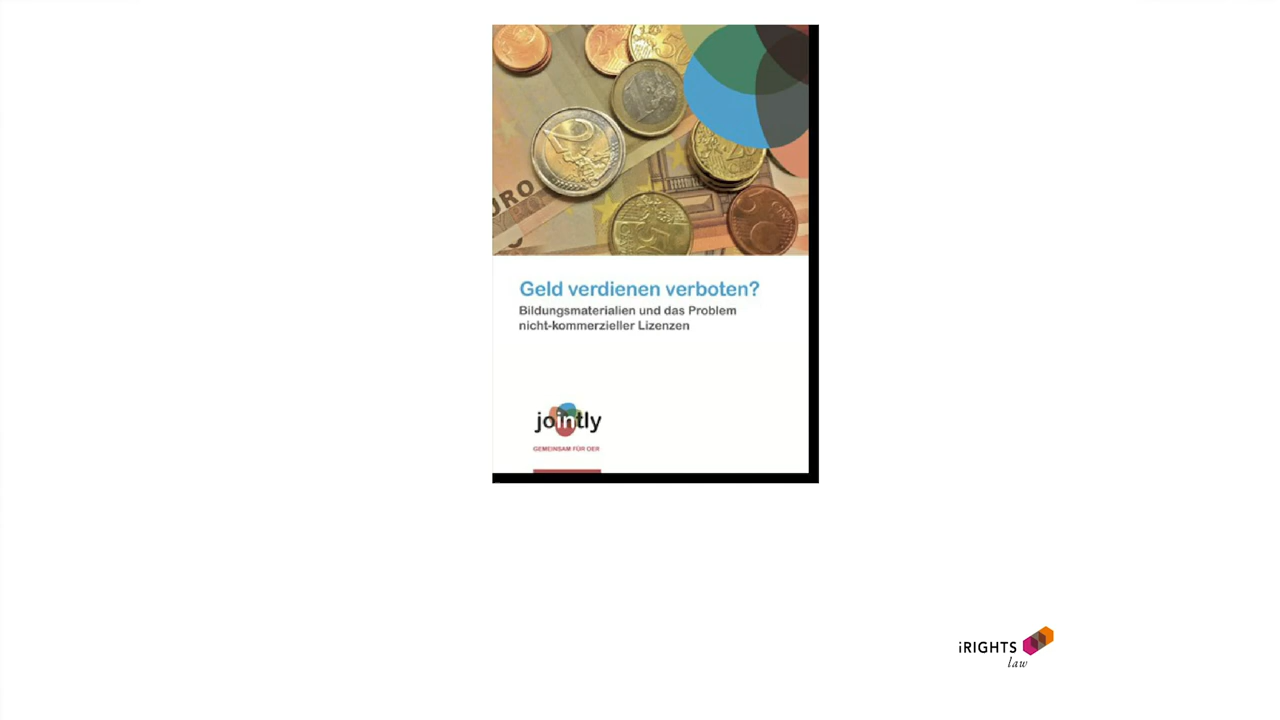 Geld verdienen verboten?
Bildungsmaterialien und das Problem
nicht-kommerzieller Lizenzen
jointly
GEMEINSAM FÜR OER
iRIGHTS
law